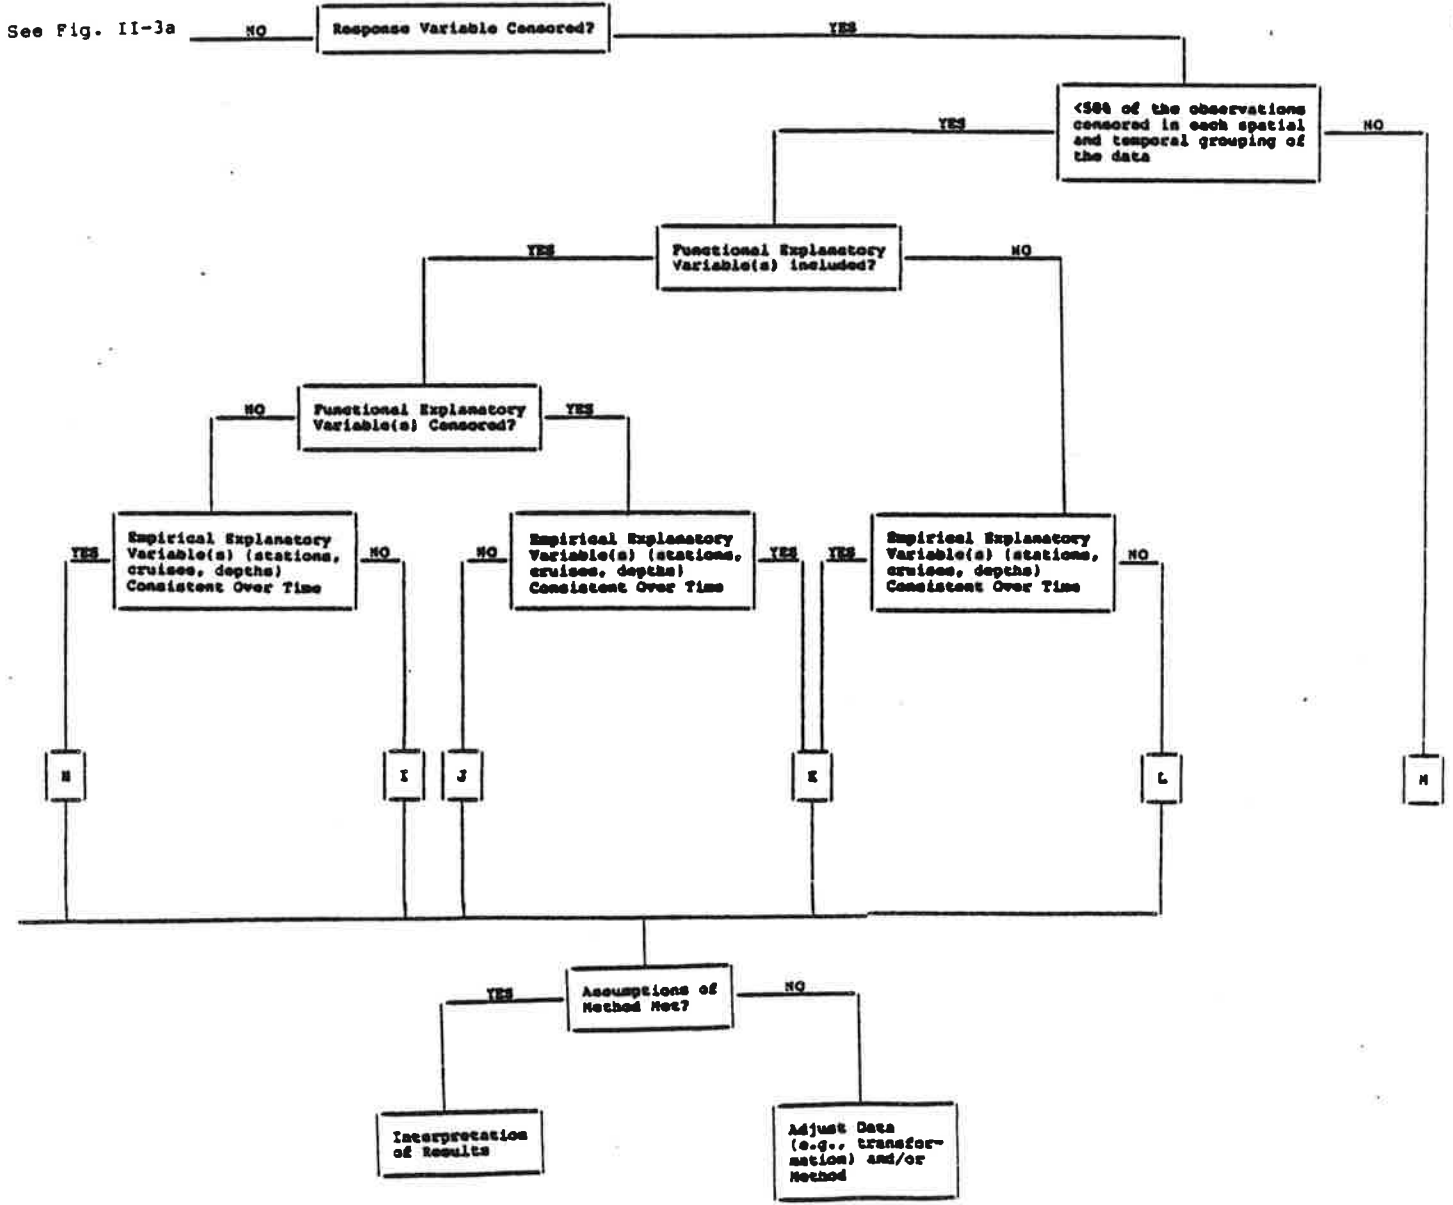 See Fig. II-3a
NO
Response Variable Censored?
YES
<50% of the observations
censored in each spatial
and temporal grouping of
the data
YES
NO
Functional Explanatory
Variable(s) included?
YES
NO
Functional Explanatory
Variable(s) Censored?
NO
YES
Empirical Explanatory
Variable(s) (stations,
cruises, depths)
Consistent Over Time
YES
NO
Empirical Explanatory
Variable(s) (stations,
cruises, depths)
Consistent Over Time
NO
YES
Empirical Explanatory
Variable(s) (stations,
cruises, depths)
Consistent Over Time
YES
NO
H
I
J
K
L
M
Assumptions of
Method Met?
YES
NO
Interpretation
of Results
Adjust Data
(e.g., transfor-
mation) and/or
Method